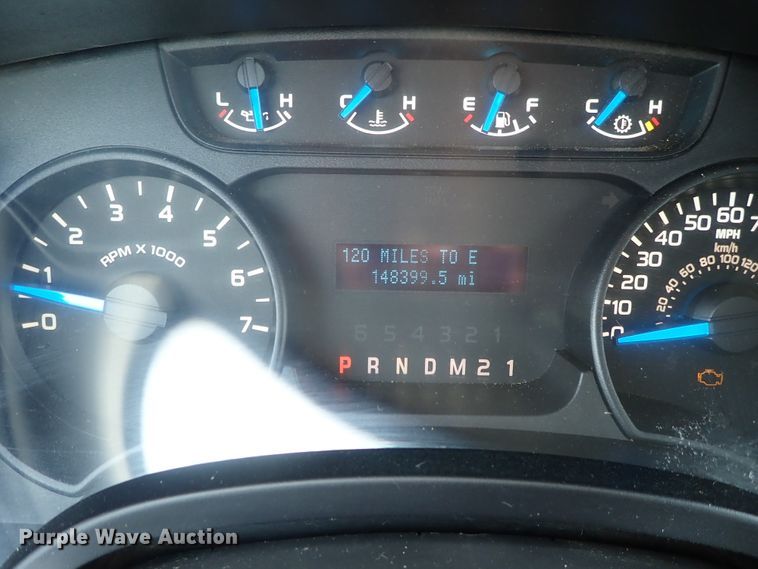 L H C H E F C H
0 1 2 3 4 5 6 7
RPM X 1000
120 MILES TO E
148399.5 mi
6 5 4 3 2 1
P R N D M 2 1
0 10 20 30 40 50 60 7
MPH
km/h
20 40 60 80 100 120
Purple Wave Auction®